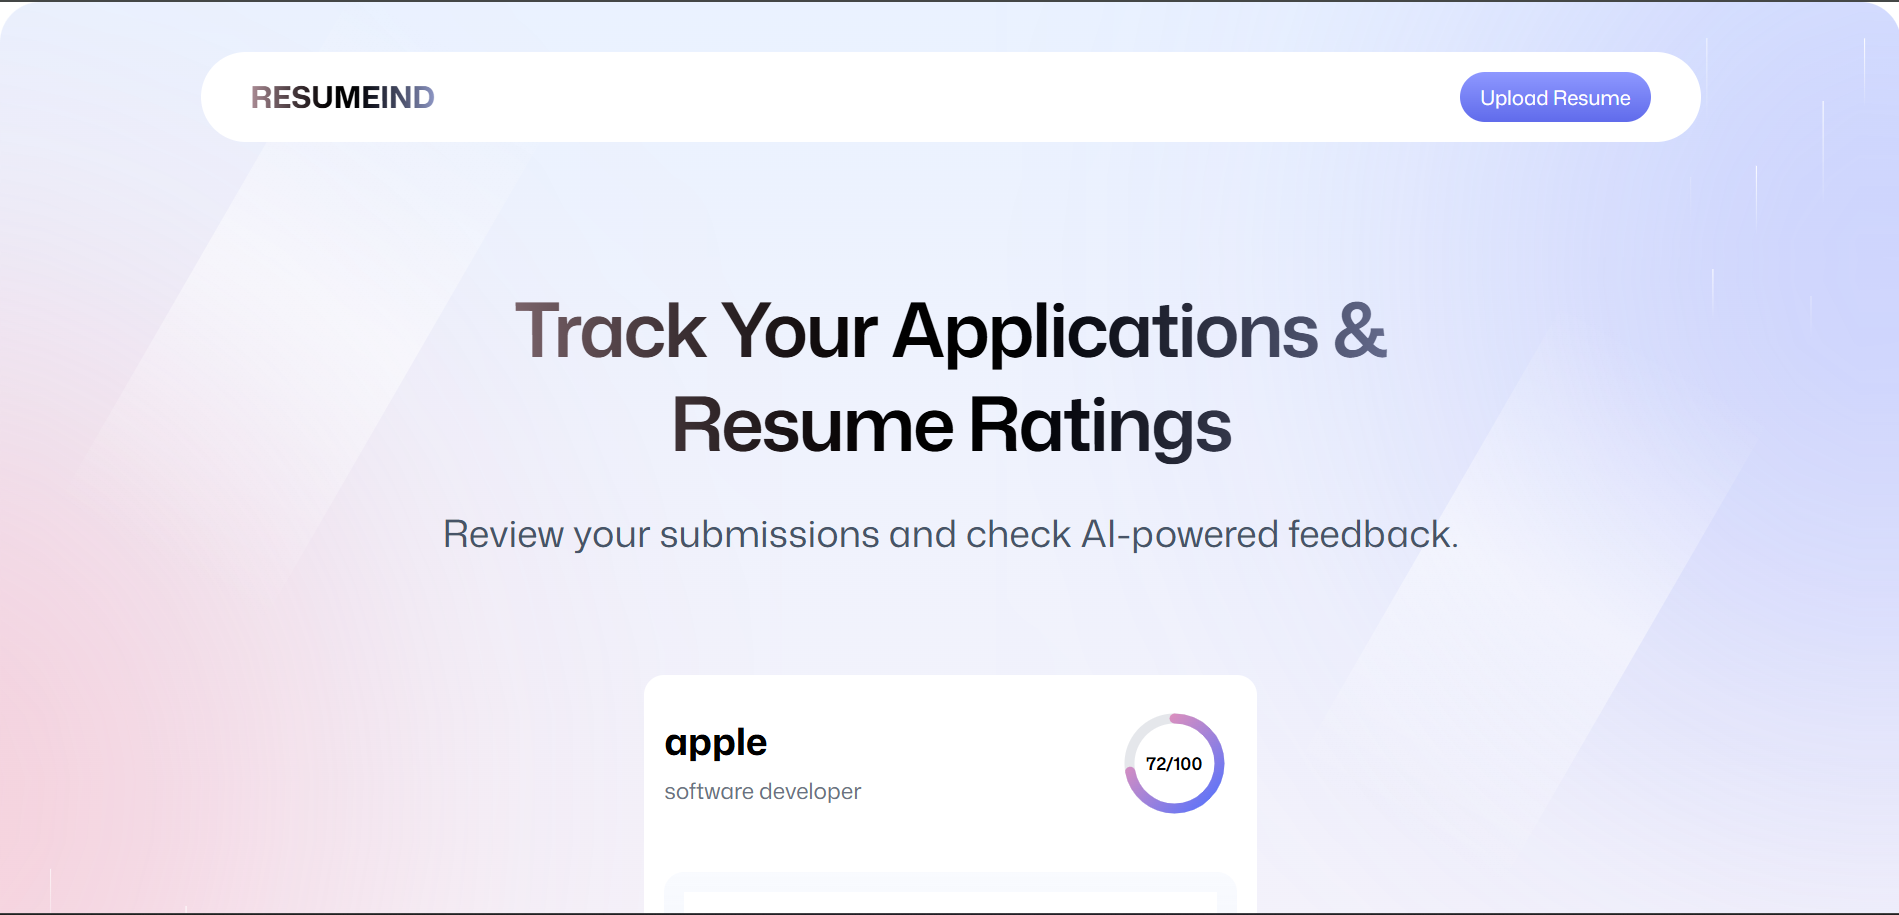 RESUMEIND
Upload Resume
Track Your Applications &
Resume Ratings
Review your submissions and check AI-powered feedback.
apple
software developer
72/100